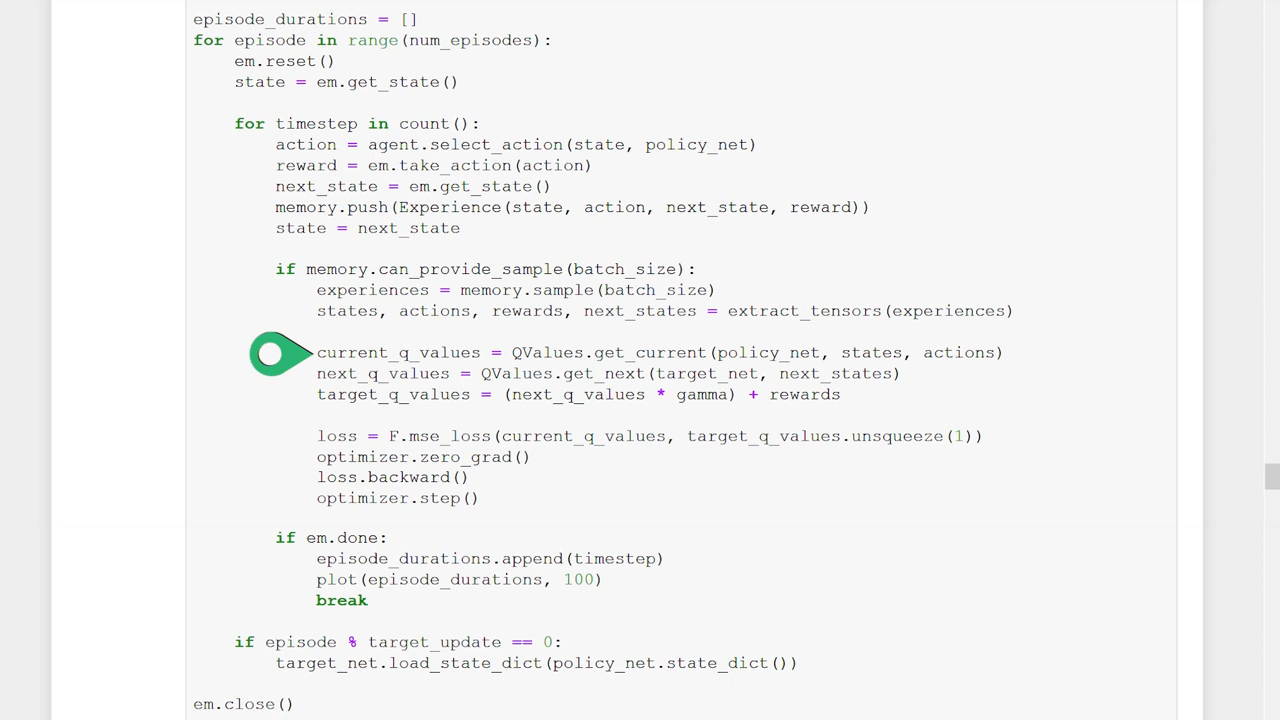 episode_durations = []
for episode in range(num_episodes):
    em.reset()
    state = em.get_state()

    for timestep in count():
        action = agent.select_action(state, policy_net)
        reward = em.take_action(action)
        next_state = em.get_state()
        memory.push(Experience(state, action, next_state, reward))
        state = next_state

        if memory.can_provide_sample(batch_size):
            experiences = memory.sample(batch_size)
            states, actions, rewards, next_states = extract_tensors(experiences)

            current_q_values = QValues.get_current(policy_net, states, actions)
            next_q_values = QValues.get_next(target_net, next_states)
            target_q_values = (next_q_values * gamma) + rewards

            loss = F.mse_loss(current_q_values, target_q_values.unsqueeze(1))
            optimizer.zero_grad()
            loss.backward()
            optimizer.step()

        if em.done:
            episode_durations.append(timestep)
            plot(episode_durations, 100)
            break

    if episode % target_update == 0:
        target_net.load_state_dict(policy_net.state_dict())

em.close()